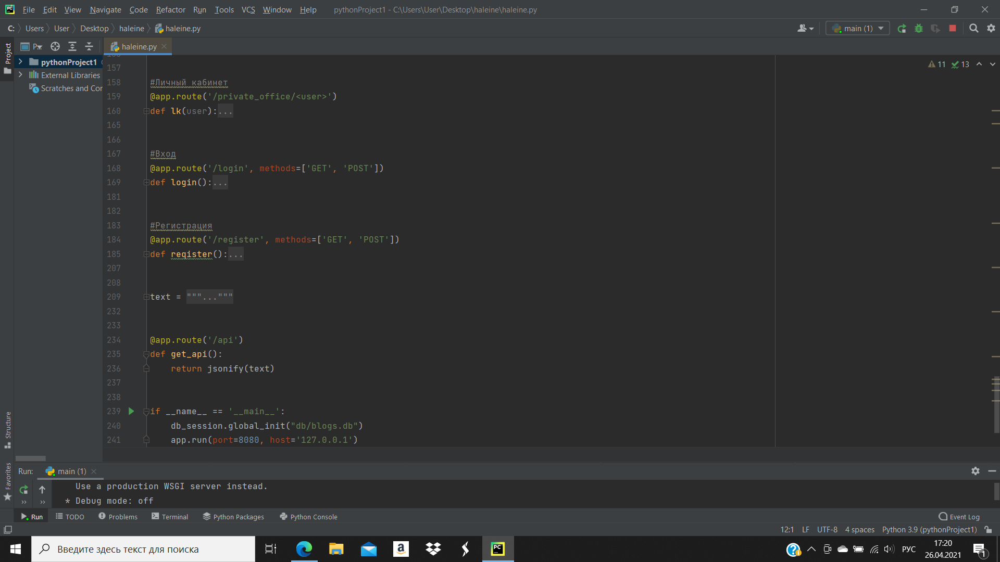 File Edit View Navigate Code Refactor Run Tools VCS Window Help pythonProject1 - C:\Users\User\Desktop\haleine\haleine.py
C: Users User Desktop haleine haleine.py main (1)
Project P.. haleine.py
pythonProject1
External Libraries
Scratches and Cor
11 13
157
158 #Личный кабинет
159 @app.route('/private_office/<user>')
160 def lk(user):...
165
166
167 #Вход
168 @app.route('/login', methods=['GET', 'POST'])
169 def login():...
181
182
183 #Регистрация
184 @app.route('/register', methods=['GET', 'POST'])
185 def register():...
207
208
209 text = """..."""
232
233
234 @app.route('/api')
235 def get_api():
236 return jsonify(text)
237
238
239 if __name__ == '__main__':
240 db_session.global_init("db/blogs.db")
241 app.run(port=8080, host='127.0.0.1')
Structure
Favorites
Run: main (1)
Use a production WSGI server instead.
* Debug mode: off
Run TODO Problems Terminal Python Packages Python Console Event Log
12:1 LF UTF-8 4 spaces Python 3.9 (pythonProject1)
Введите здесь текст для поиска
РУС 17:20
26.04.2021
1